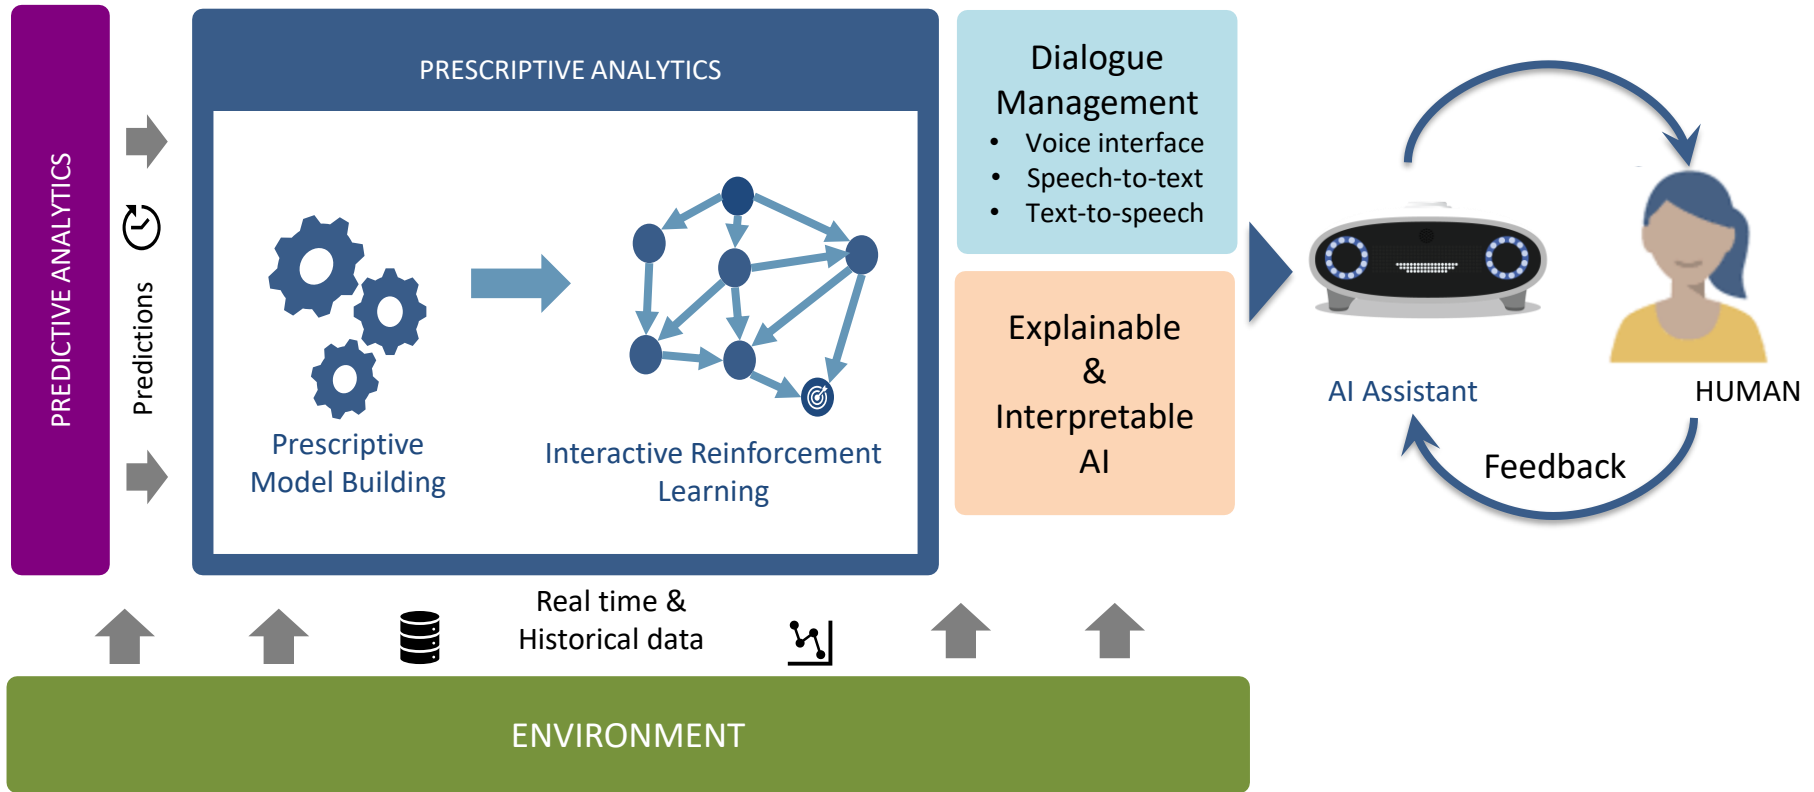 PREDICTIVE ANALYTICS
Predictions
PRESCRIPTIVE ANALYTICS
Prescriptive
Model Building
Interactive Reinforcement
Learning
Dialogue
Management
• Voice interface
• Speech-to-text
• Text-to-speech
Explainable
&
Interpretable
AI
AI Assistant
HUMAN
Feedback
Real time &
Historical data
ENVIRONMENT